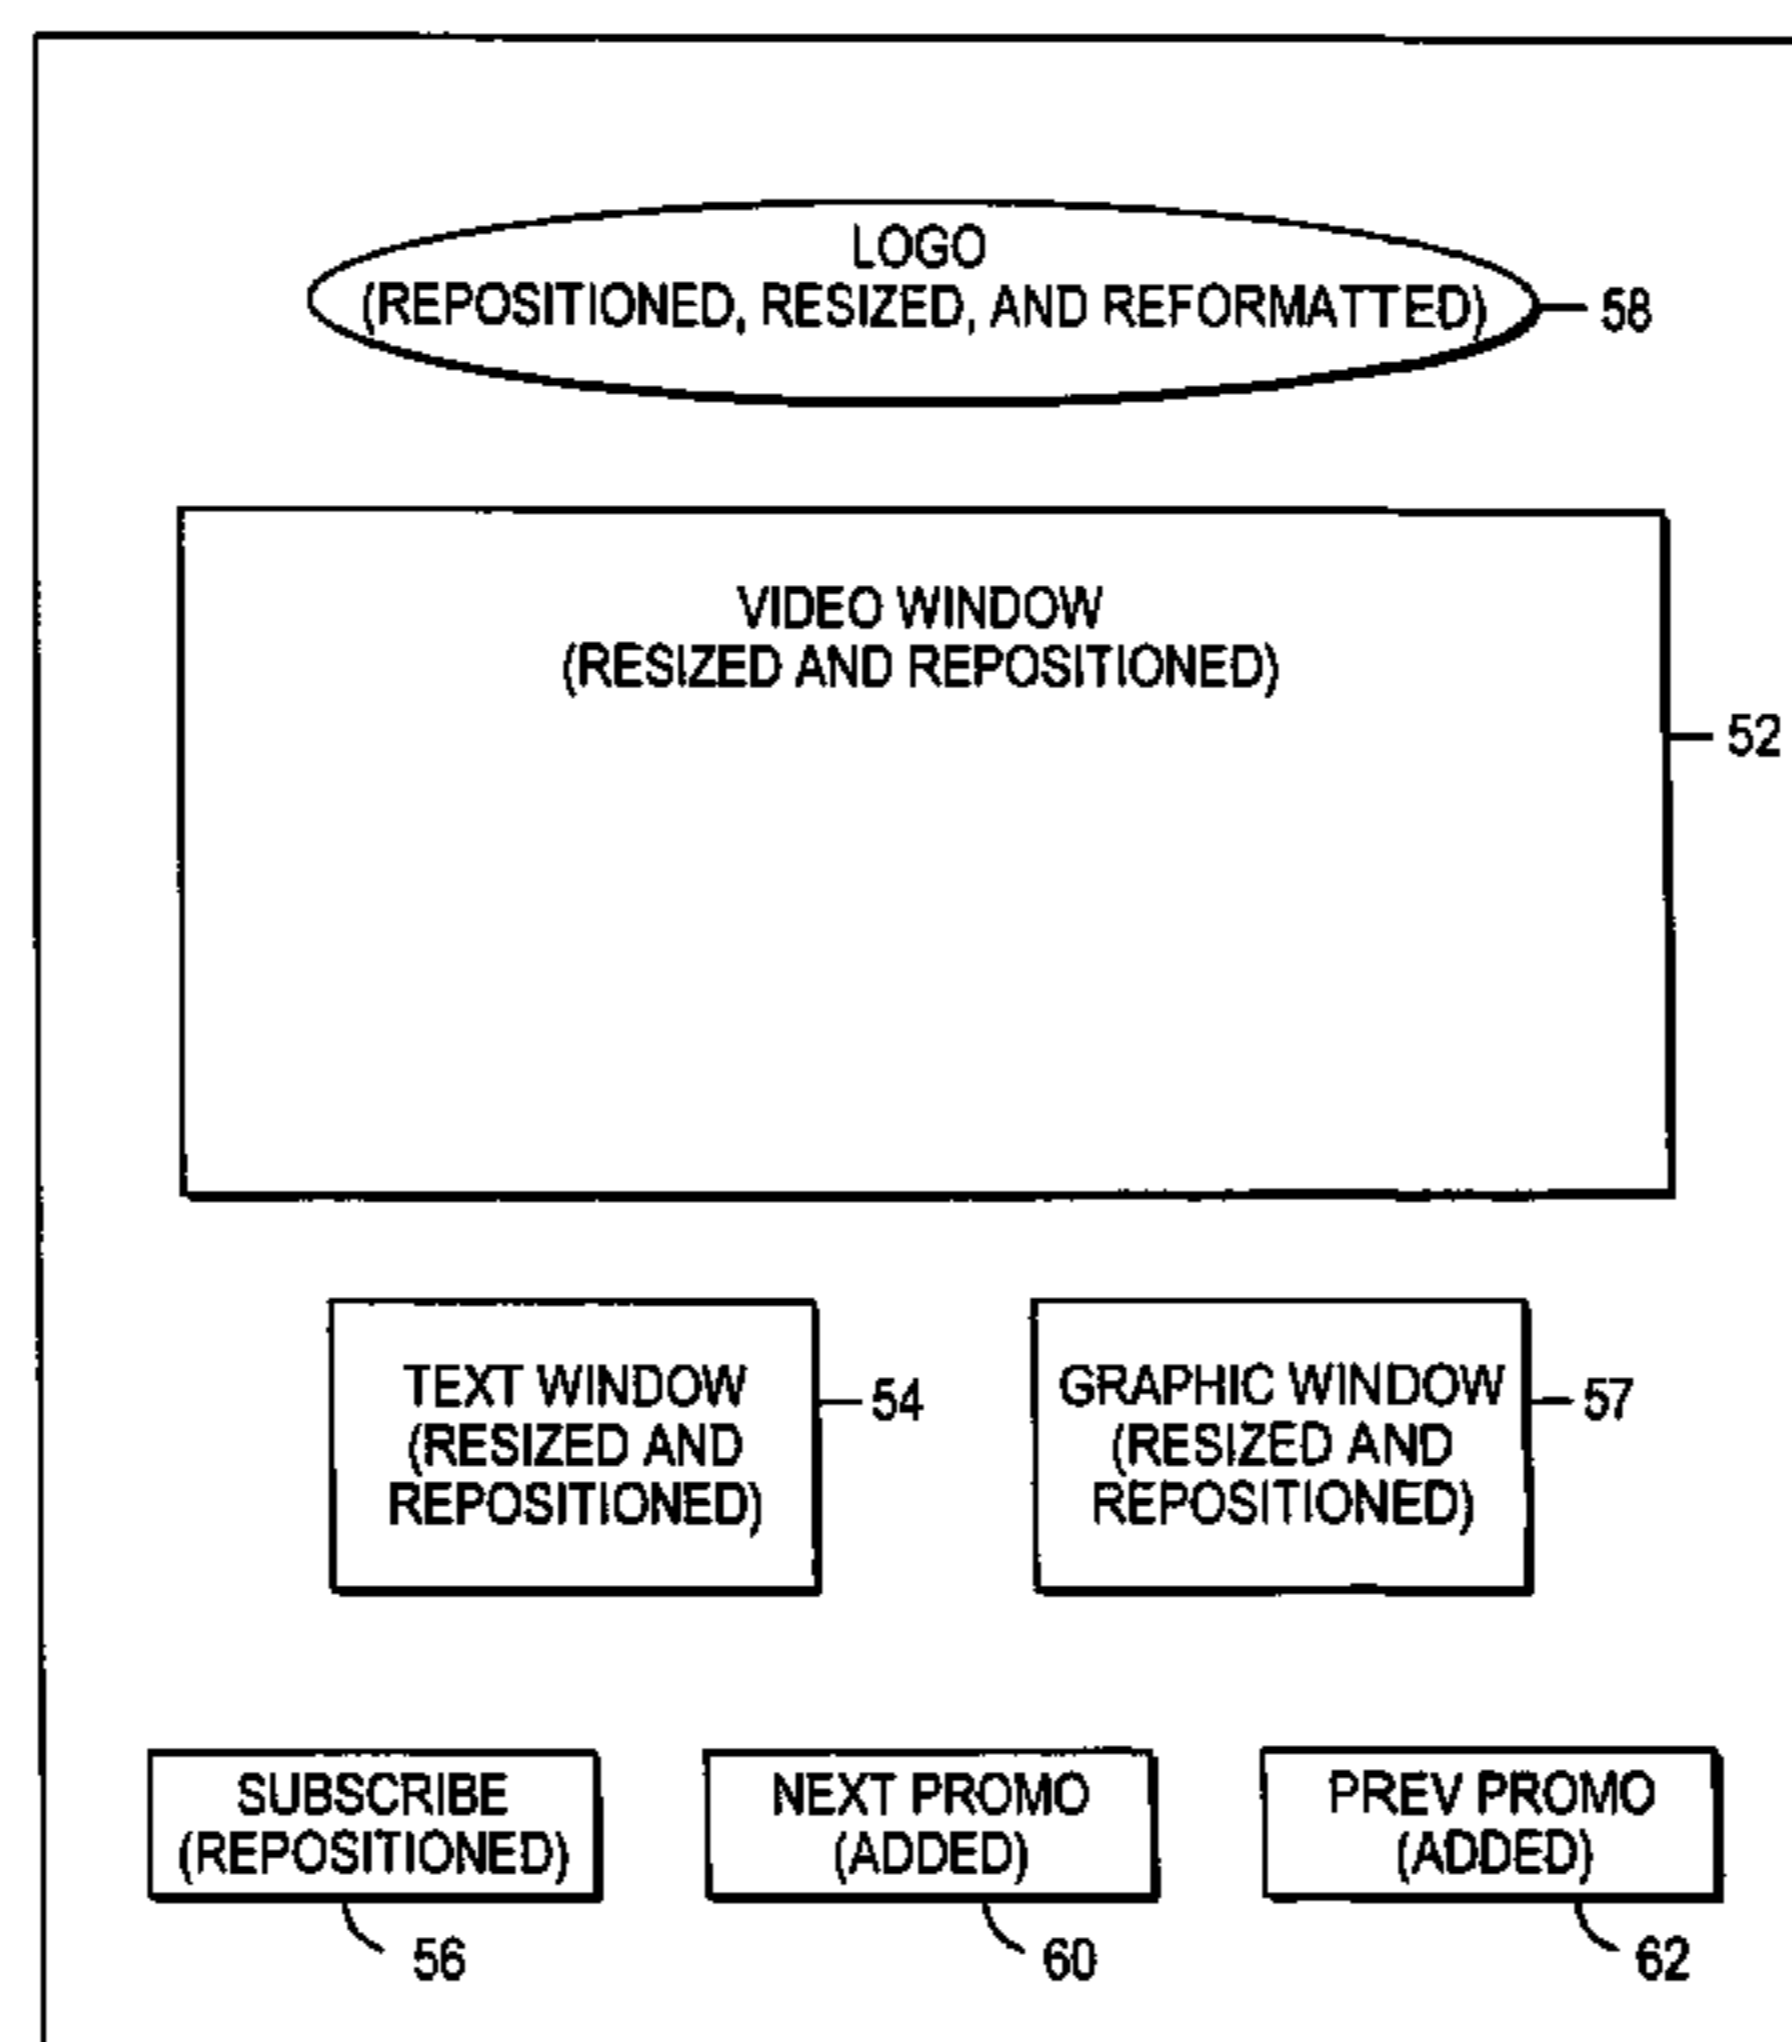 LOGO
(REPOSITIONED, RESIZED, AND REFORMATTED)
58
VIDEO WINDOW
(RESIZED AND REPOSITIONED)
52
TEXT WINDOW
(RESIZED AND
REPOSITIONED)
54
GRAPHIC WINDOW
(RESIZED AND
REPOSITIONED)
57
SUBSCRIBE
(REPOSITIONED)
56
NEXT PROMO
(ADDED)
60
PREV PROMO
(ADDED)
62